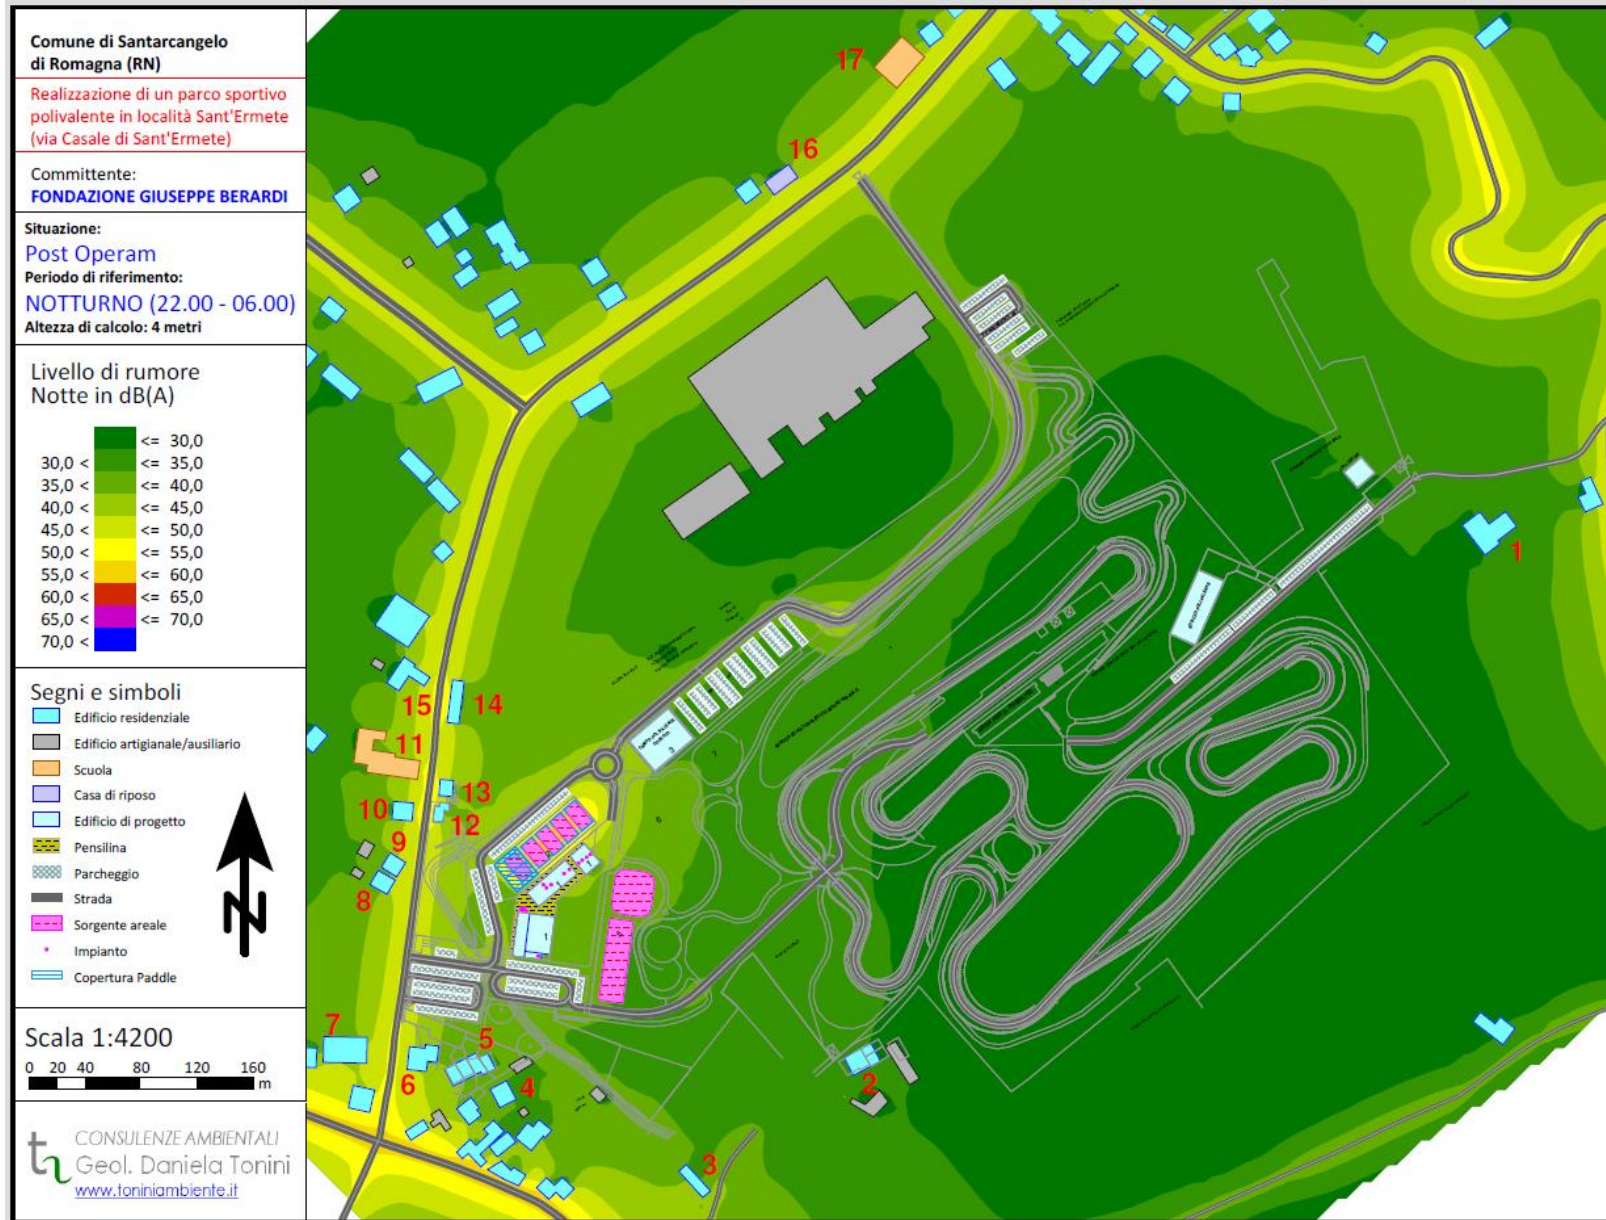 Comune di Santarcangelo
di Romagna (RN)
Realizzazione di un parco sportivo
polivalente in località Sant'Ermete
(via Casale di Sant'Ermete)
Committente:
FONDAZIONE GIUSEPPE BERARDI
Situazione:
Post Operam
Periodo di riferimento:
NOTTURNO (22.00 - 06.00)
Altezza di calcolo: 4 metri
Livello di rumore
Notte in dB(A)
<= 30,0
30,0 < <= 35,0
35,0 < <= 40,0
40,0 < <= 45,0
45,0 < <= 50,0
50,0 < <= 55,0
55,0 < <= 60,0
60,0 < <= 65,0
65,0 < <= 70,0
70,0 <
Segni e simboli
Edificio residenziale
Edificio artigianale/ausiliario
Scuola
Casa di riposo
Edificio di progetto
Pensilina
Parcheggio
Strada
Sorgente areale
Impianto
Copertura Paddle
N
Scala 1:4200
0 20 40 80 120 160
m
CONSULENZE AMBIENTALI
Geol. Daniela Tonini
www.toniniambiente.it
17
16
1
15
14
11
13
10
12
9
8
7
5
6
4
2
3
3
1
1